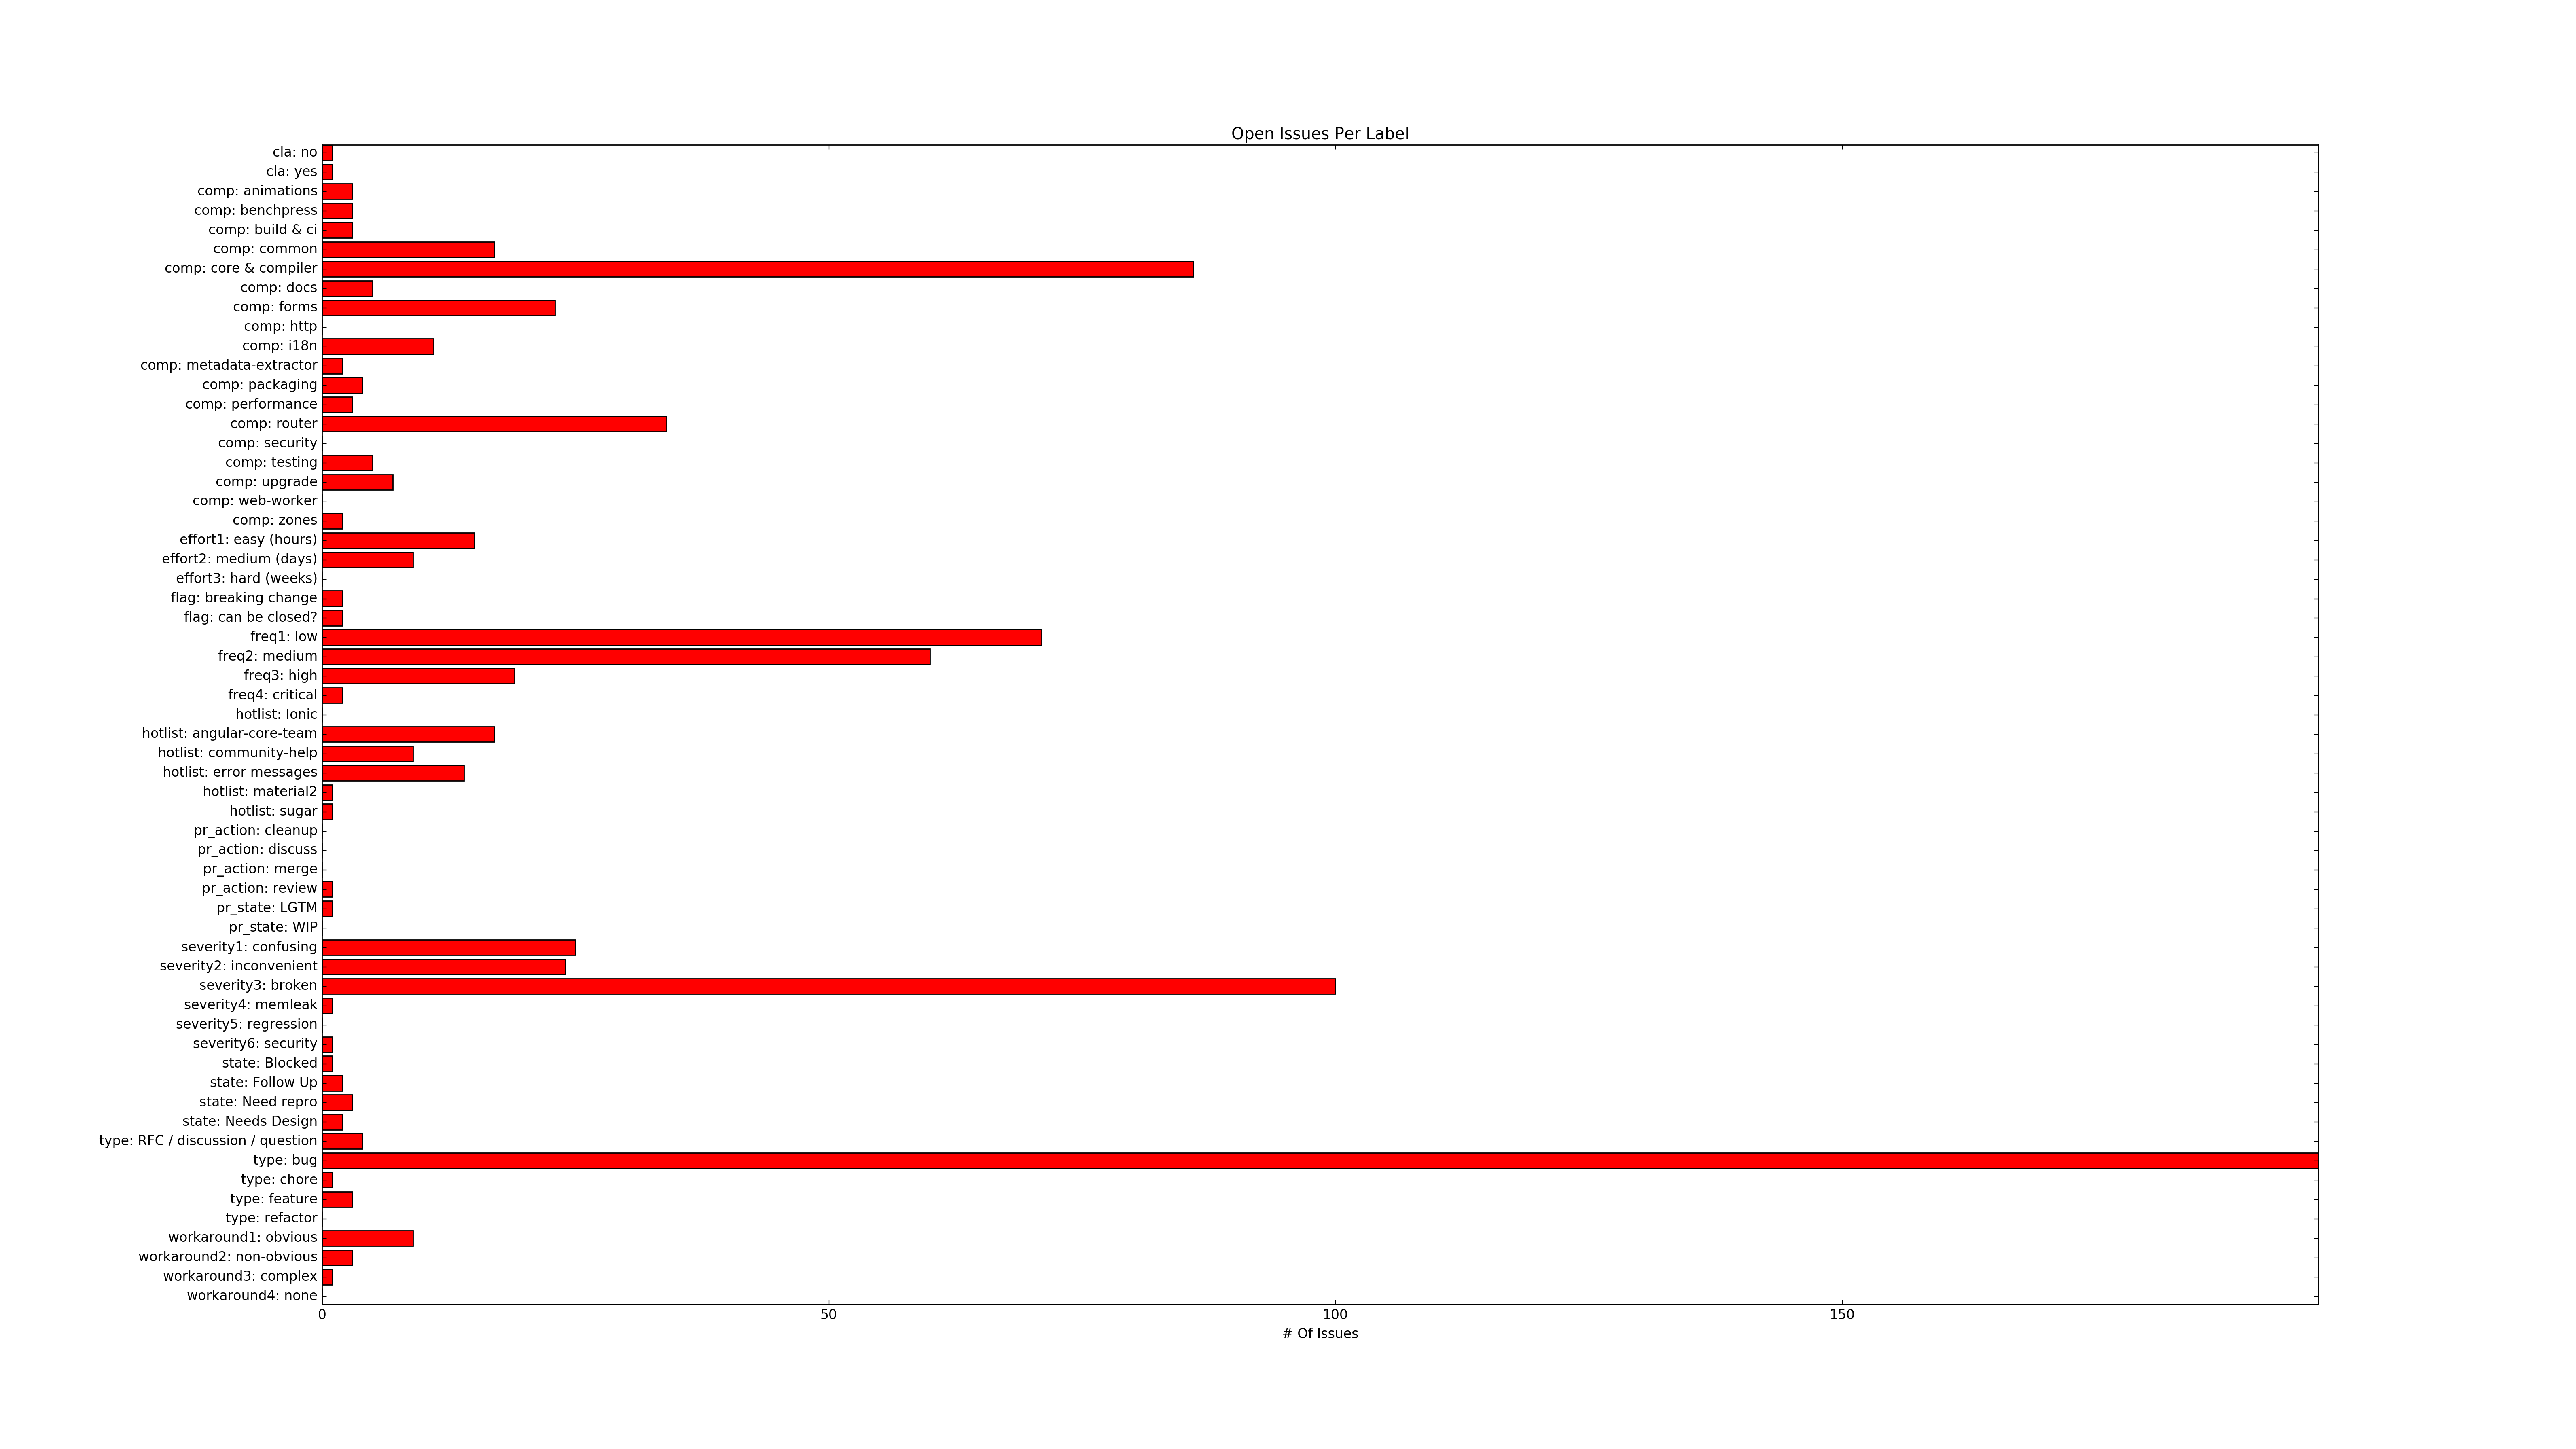 Open Issues Per Label
cla: no
cla: yes
comp: animations
comp: benchpress
comp: build & ci
comp: common
comp: core & compiler
comp: docs
comp: forms
comp: http
comp: i18n
comp: metadata-extractor
comp: packaging
comp: performance
comp: router
comp: security
comp: testing
comp: upgrade
comp: web-worker
comp: zones
effort1: easy (hours)
effort2: medium (days)
effort3: hard (weeks)
flag: breaking change
flag: can be closed?
freq1: low
freq2: medium
freq3: high
freq4: critical
hotlist: Ionic
hotlist: angular-core-team
hotlist: community-help
hotlist: error messages
hotlist: material2
hotlist: sugar
pr_action: cleanup
pr_action: discuss
pr_action: merge
pr_action: review
pr_state: LGTM
pr_state: WIP
severity1: confusing
severity2: inconvenient
severity3: broken
severity4: memleak
severity5: regression
severity6: security
state: Blocked
state: Follow Up
state: Need repro
state: Needs Design
type: RFC / discussion / question
type: bug
type: chore
type: feature
type: refactor
workaround1: obvious
workaround2: non-obvious
workaround3: complex
workaround4: none
0 50 100 150
# Of Issues